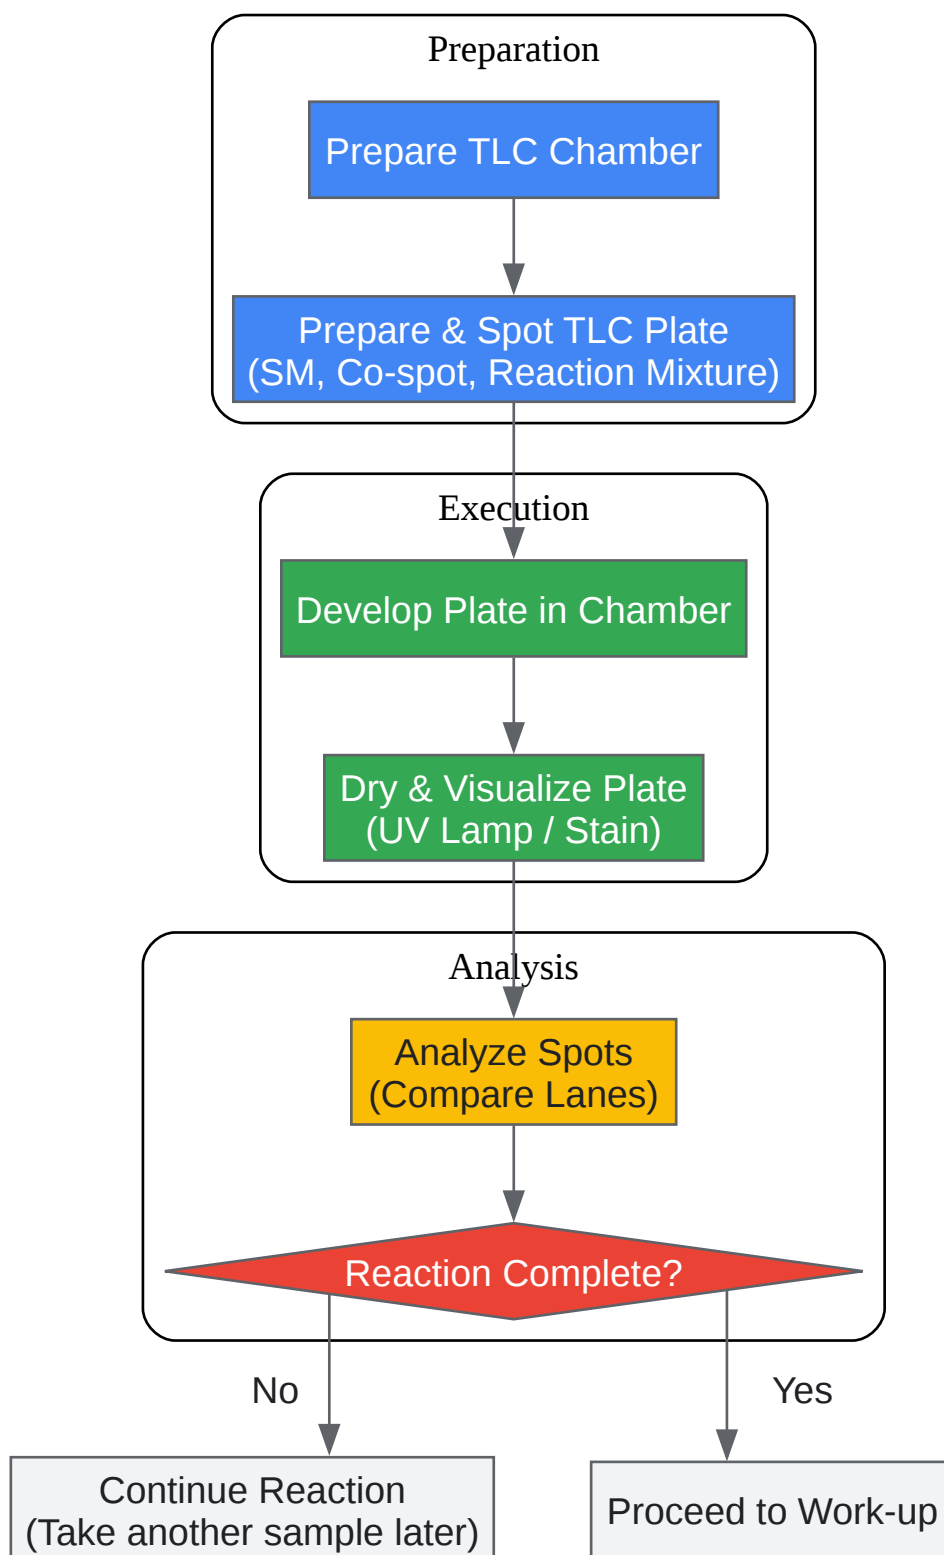 Preparation
Prepare TLC Chamber
Prepare & Spot TLC Plate
(SM, Co-spot, Reaction Mixture)
Execution
Develop Plate in Chamber
Dry & Visualize Plate
(UV Lamp / Stain)
Analysis
Analyze Spots
(Compare Lanes)
Reaction Complete?
No
Yes
Continue Reaction
(Take another sample later)
Proceed to Work-up